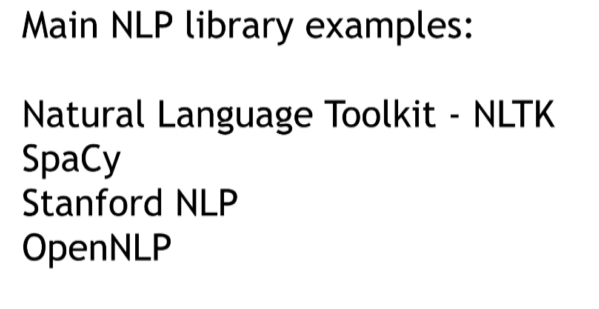 Main NLP library examples:
Natural Language Toolkit - NLTK
SpaCy
Stanford NLP
OpenNLP